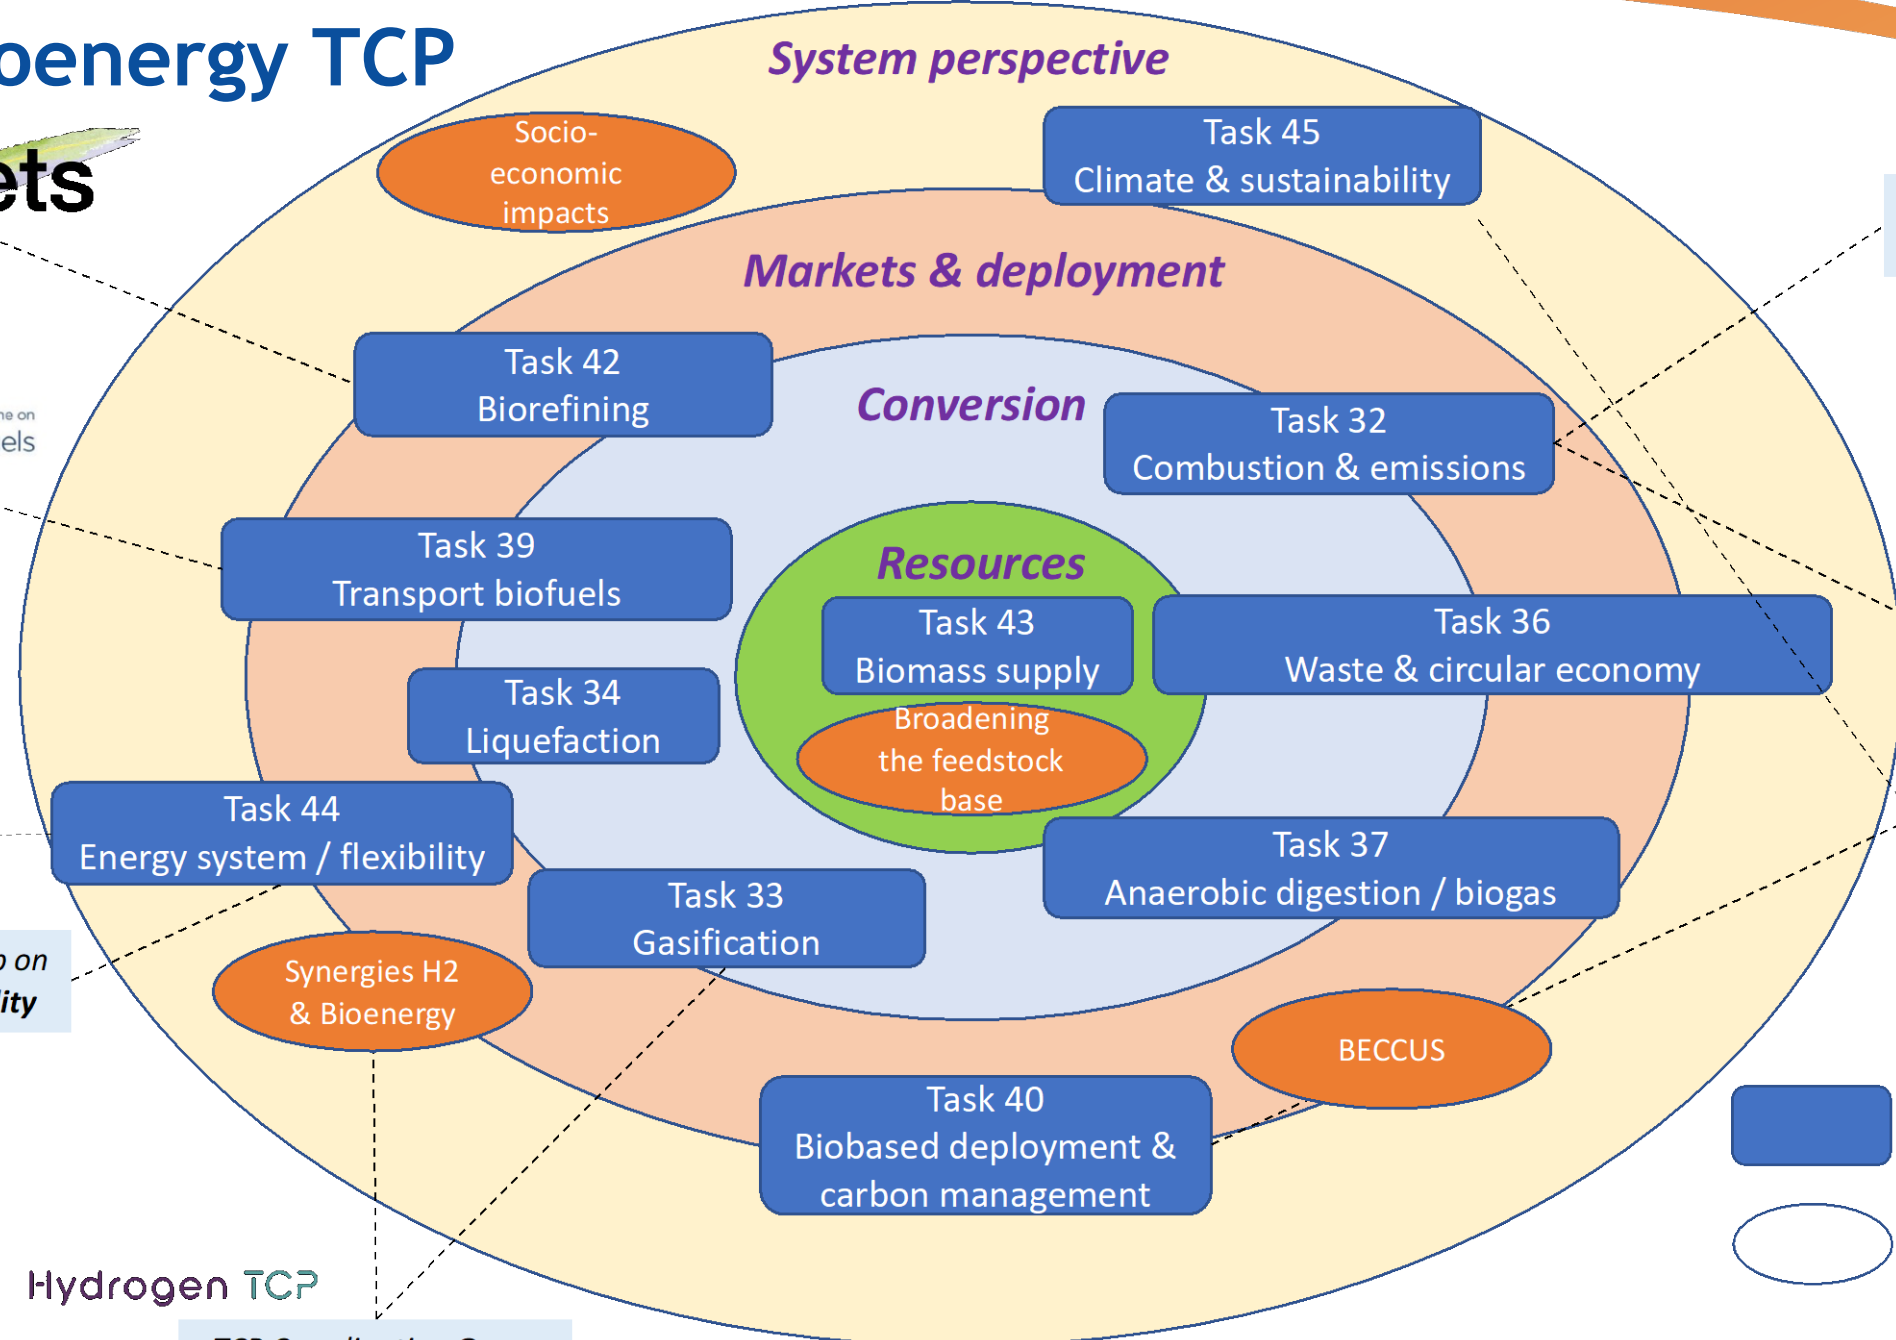 oenergy TCP
ets
System perspective
Socio-
economic
impacts
Task 45
Climate & sustainability
Markets & deployment
Task 42
Biorefining
Conversion
Task 32
Combustion & emissions
ne on
els
Task 39
Transport biofuels
Resources
Task 43
Biomass supply
Task 36
Waste & circular economy
Task 34
Liquefaction
Broadening
the feedstock
base
Task 44
Energy system / flexibility
Task 37
Anaerobic digestion / biogas
Task 33
Gasification
on
lity
Synergies H2
& Bioenergy
BECCUS
Task 40
Biobased deployment &
carbon management
Hydrogen TCP